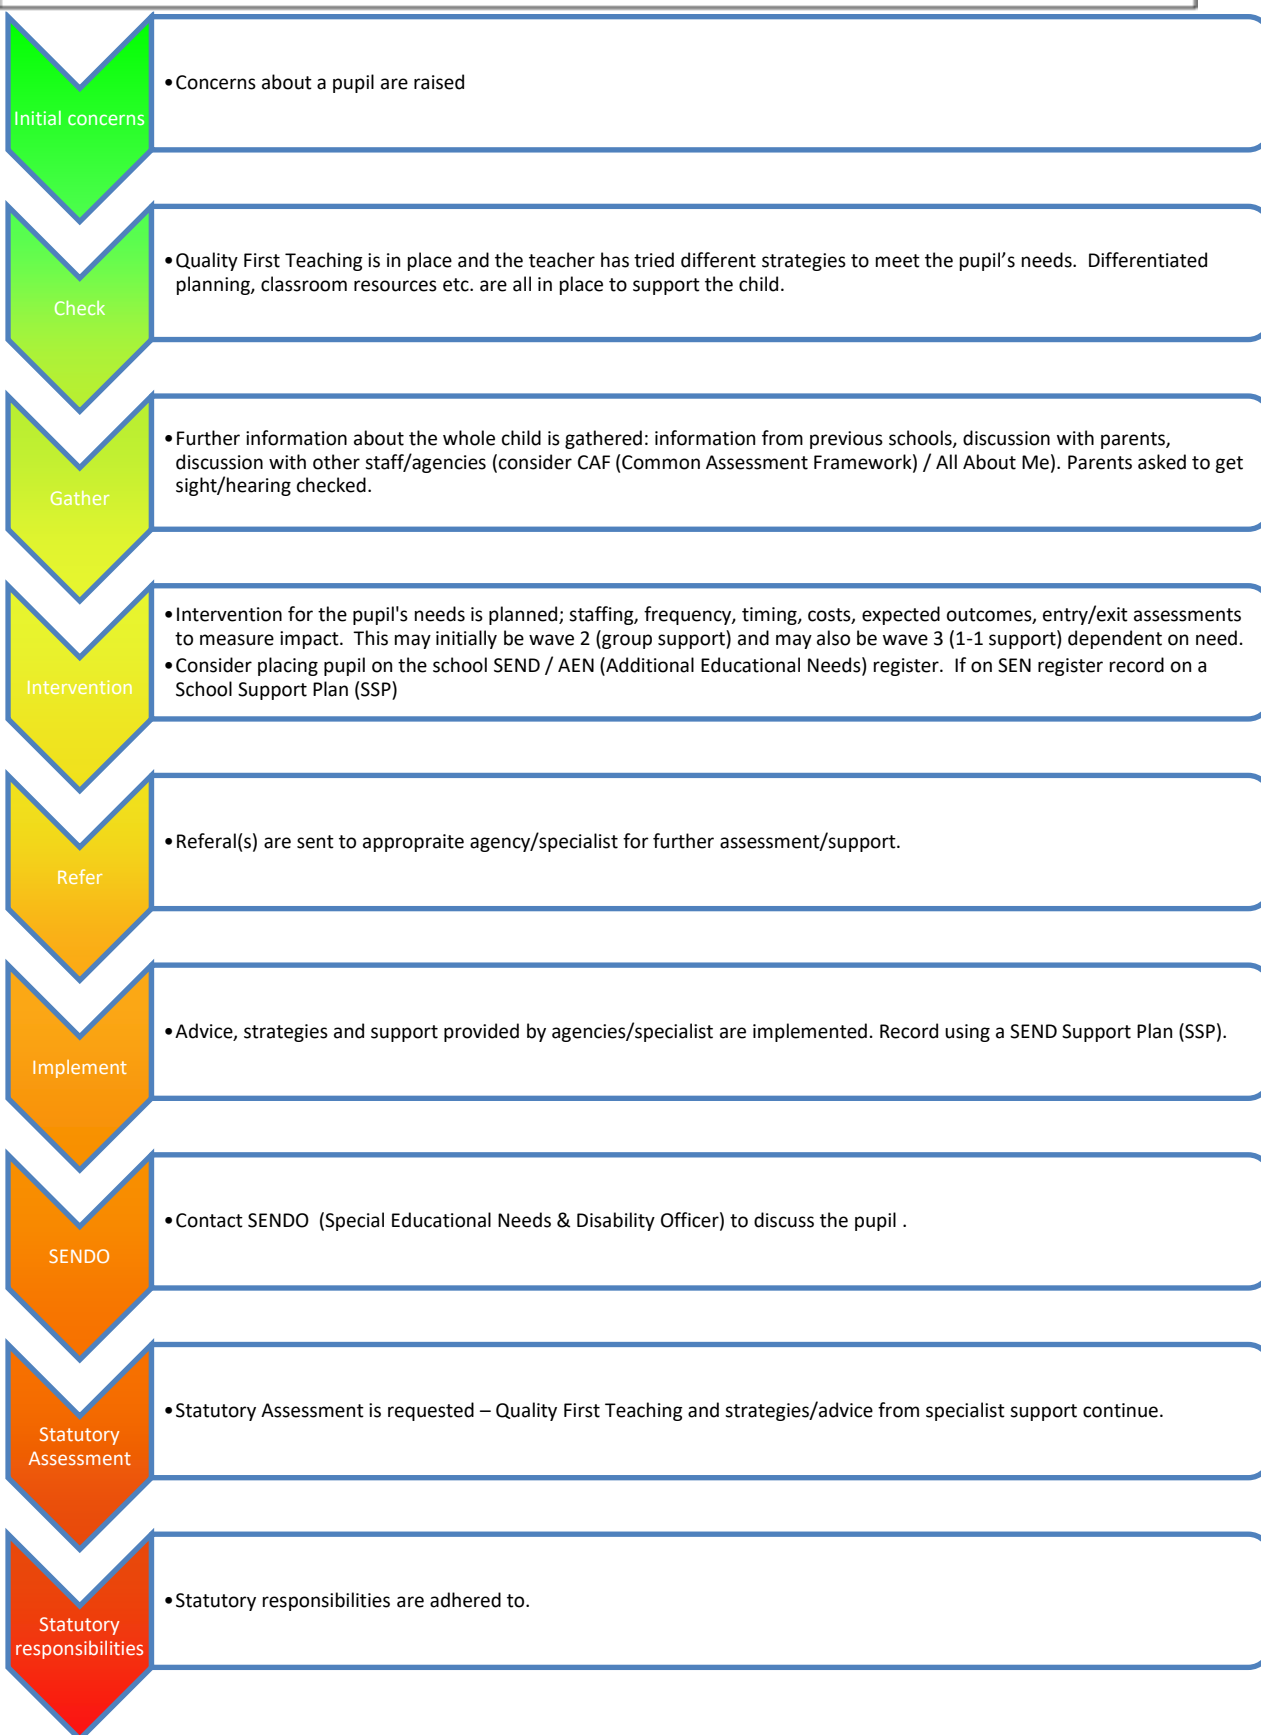 Initial concerns
•Concerns about a pupil are raised
Check
•Quality First Teaching is in place and the teacher has tried different strategies to meet the pupil’s needs.  Differentiated
planning, classroom resources etc. are all in place to support the child.
Gather
•Further information about the whole child is gathered: information from previous schools, discussion with parents,
discussion with other staff/agencies (consider CAF (Common Assessment Framework) / All About Me). Parents asked to get
sight/hearing checked.
Intervention
•Intervention for the pupil's needs is planned; staffing, frequency, timing, costs, expected outcomes, entry/exit assessments
to measure impact.  This may initially be wave 2 (group support) and may also be wave 3 (1-1 support) dependent on need.
•Consider placing pupil on the school SEND / AEN (Additional Educational Needs) register.  If on SEN register record on a
School Support Plan (SSP)
Refer
•Referal(s) are sent to appropraite agency/specialist for further assessment/support.
Implement
•Advice, strategies and support provided by agencies/specialist are implemented. Record using a SEND Support Plan (SSP).
SENDO
•Contact SENDO  (Special Educational Needs & Disability Officer) to discuss the pupil .
Statutory
Assessment
•Statutory Assessment is requested – Quality First Teaching and strategies/advice from specialist support continue.
Statutory
responsibilities
•Statutory responsibilities are adhered to.